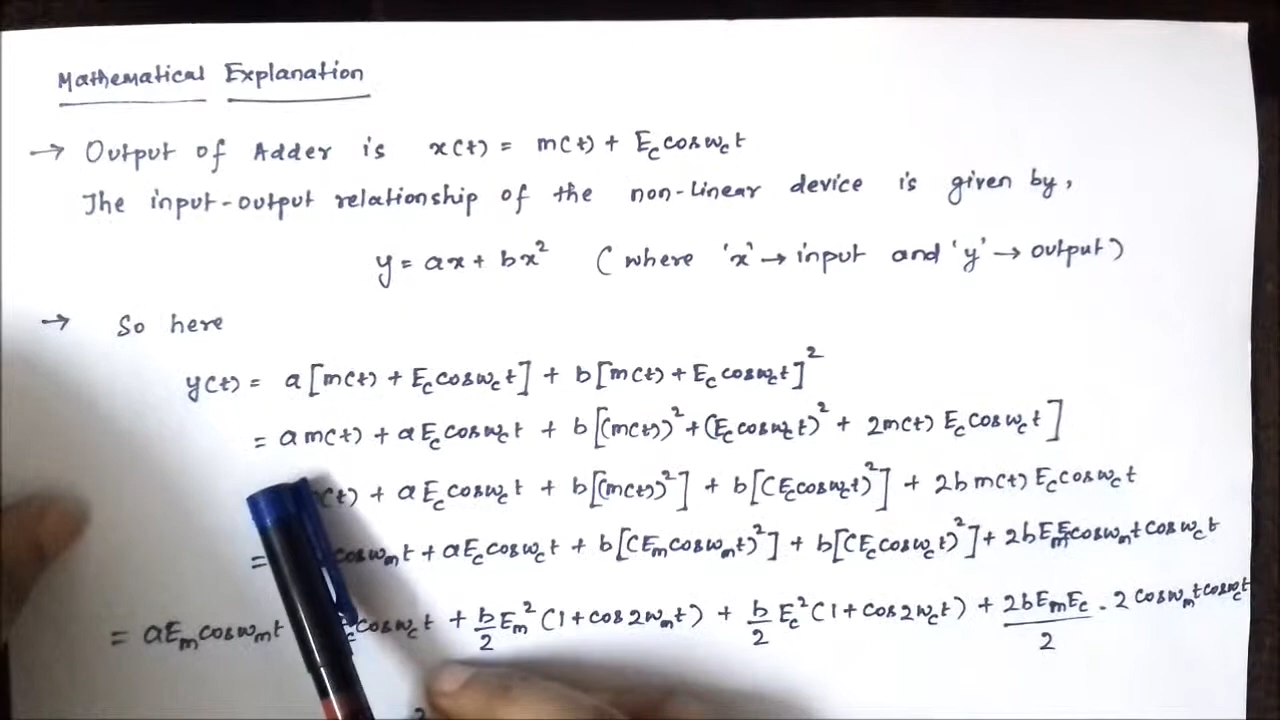 Mathematical Explanation
→ Output of Adder is x(t) = m(t) + E_c cos ω_c t
The input-output relationship of the non-linear device is given by,
y = ax + bx² (where 'x' → input and 'y' → output)
→ So here
y(t) = a[m(t) + E_c cos ω_c t] + b[m(t) + E_c cos ω_c t]²
= a m(t) + a E_c cos ω_c t + b[(m(t))² + (E_c cos ω_c t)² + 2m(t) E_c cos ω_c t]
(t) + a E_c cos ω_c t + b[(m(t))²] + b[(E_c cos ω_c t)²] + 2b m(t) E_c cos ω_c t
= cos ω_m t + a E_c cos ω_c t + b[(E_m cos ω_m t)²] + b[(E_c cos ω_c t)²] + 2b E_m E_c cos ω_m t cos ω_c t
= a E_m cos ω_m t cos ω_c t + b/2 E_m² (1 + cos 2ω_m t) + b/2 E_c² (1 + cos 2ω_c t) + 2b E_m E_c / 2 . 2 cos ω_m t cos ω_c t